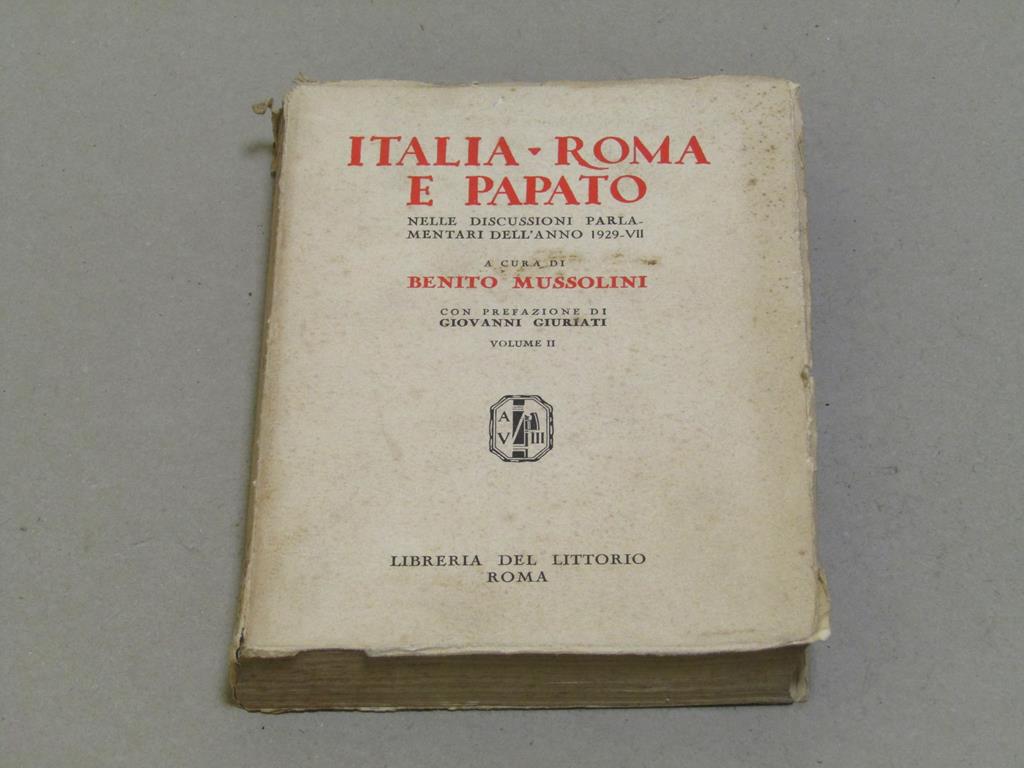 ITALIA ▾ ROMA
E PAPATO
NELLE DISCUSSIONI PARLA-
MENTARI DELL'ANNO 1929-VII
A CURA DI
BENITO MUSSOLINI
CON PREFAZIONE DI
GIOVANNI GIURIATI
VOLUME II
A
V III
LIBRERIA DEL LITTORIO
ROMA